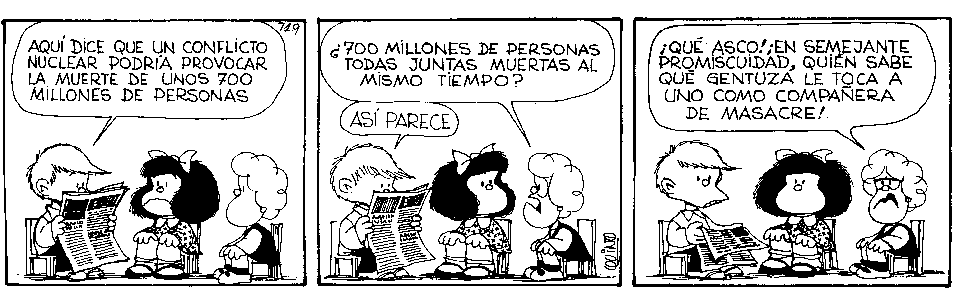 719
AQUÍ DICE QUE UN CONFLICTO
NUCLEAR PODRÍA PROVOCAR
LA MUERTE DE UNOS 700
MILLONES DE PERSONAS
¿700 MILLONES DE PERSONAS
TODAS JUNTAS MUERTAS AL
MISMO TIEMPO?
ASÍ PARECE
QUINO
¡QUÉ ASCO!¡EN SEMEJANTE
PROMISCUIDAD, QUIÉN SABE
QUÉ GENTUZA LE TOCA A
UNO COMO COMPAÑERA
DE MASACRE!